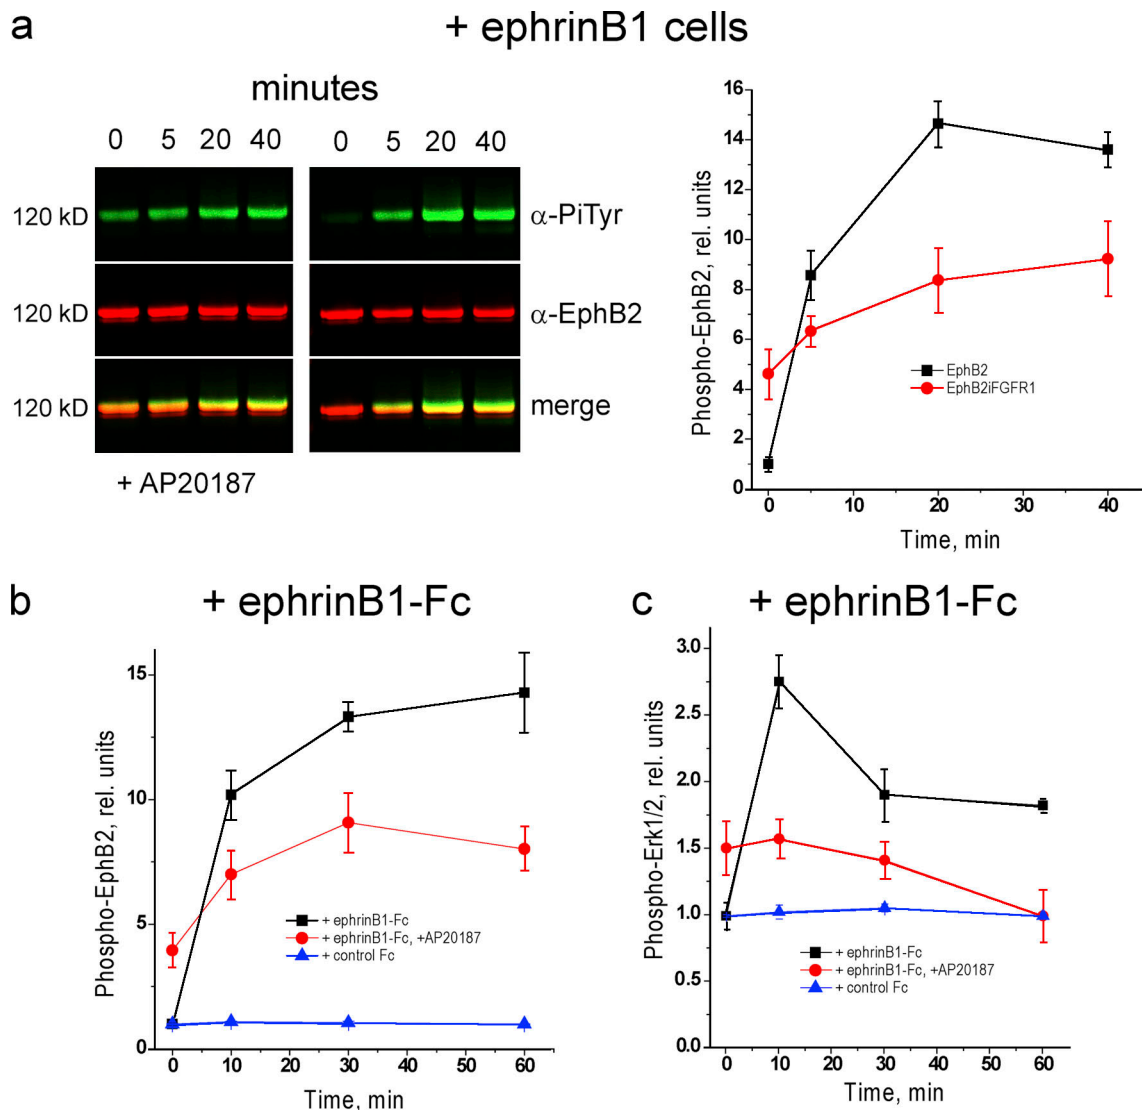 a
+ ephrinB1 cells
minutes
0 5 20 40 0 5 20 40
120 kD α-PiTyr
120 kD α-EphB2
120 kD merge
+ AP20187
Phospho-EphB2, rel. units
16
14
12
10
8
6
4
2
0
EphB2
EphB2iFGFR1
0 10 20 30 40
Time, min
b
+ ephrinB1-Fc
Phospho-EphB2, rel. units
15
10
5
0
+ ephrinB1-Fc
+ ephrinB1-Fc, +AP20187
+ control Fc
0 10 20 30 40 50 60
Time, min
c
+ ephrinB1-Fc
Phospho-Erk1/2, rel. units
3.0
2.5
2.0
1.5
1.0
0.5
0.0
+ ephrinB1-Fc
+ ephrinB1-Fc, +AP20187
+ control Fc
0 10 20 30 40 50 60
Time, min